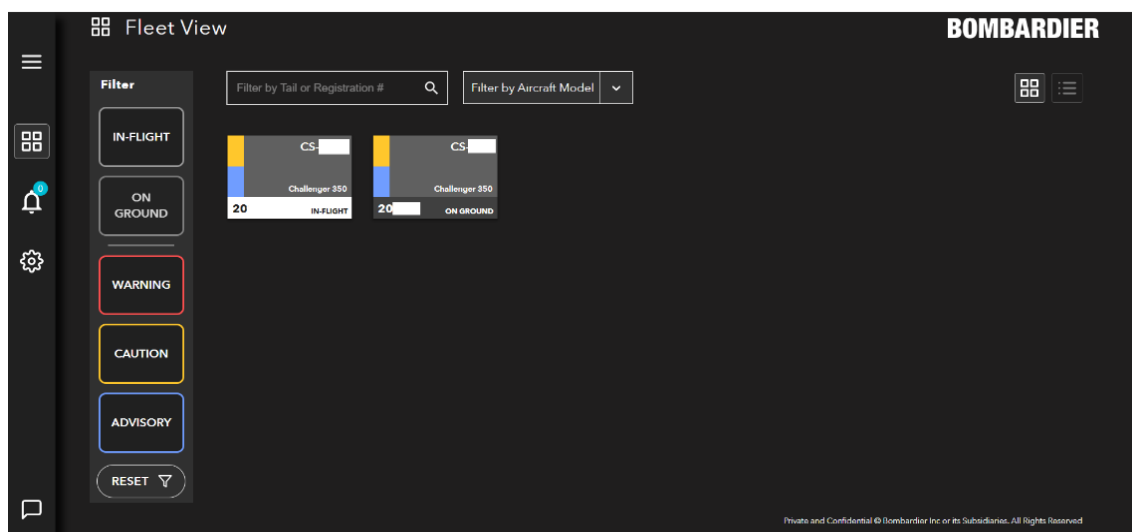 Fleet View
BOMBARDIER
Filter
Filter by Tail or Registration #
Filter by Aircraft Model
IN-FLIGHT
ON
GROUND
WARNING
CAUTION
ADVISORY
RESET
0
CS-
Challenger 350
20
IN-FLIGHT
CS-
Challenger 350
20
ON GROUND
Private and Confidential © Bombardier Inc or its Subsidiaries. All Rights Reserved